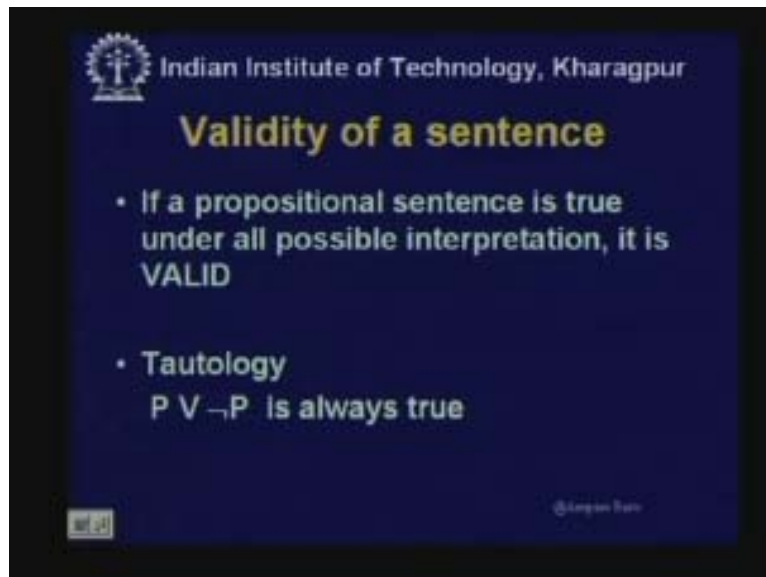 Indian Institute of Technology, Kharagpur
Validity of a sentence
• If a propositional sentence is true
under all possible interpretation, it is
VALID
• Tautology
P V ¬P is always true